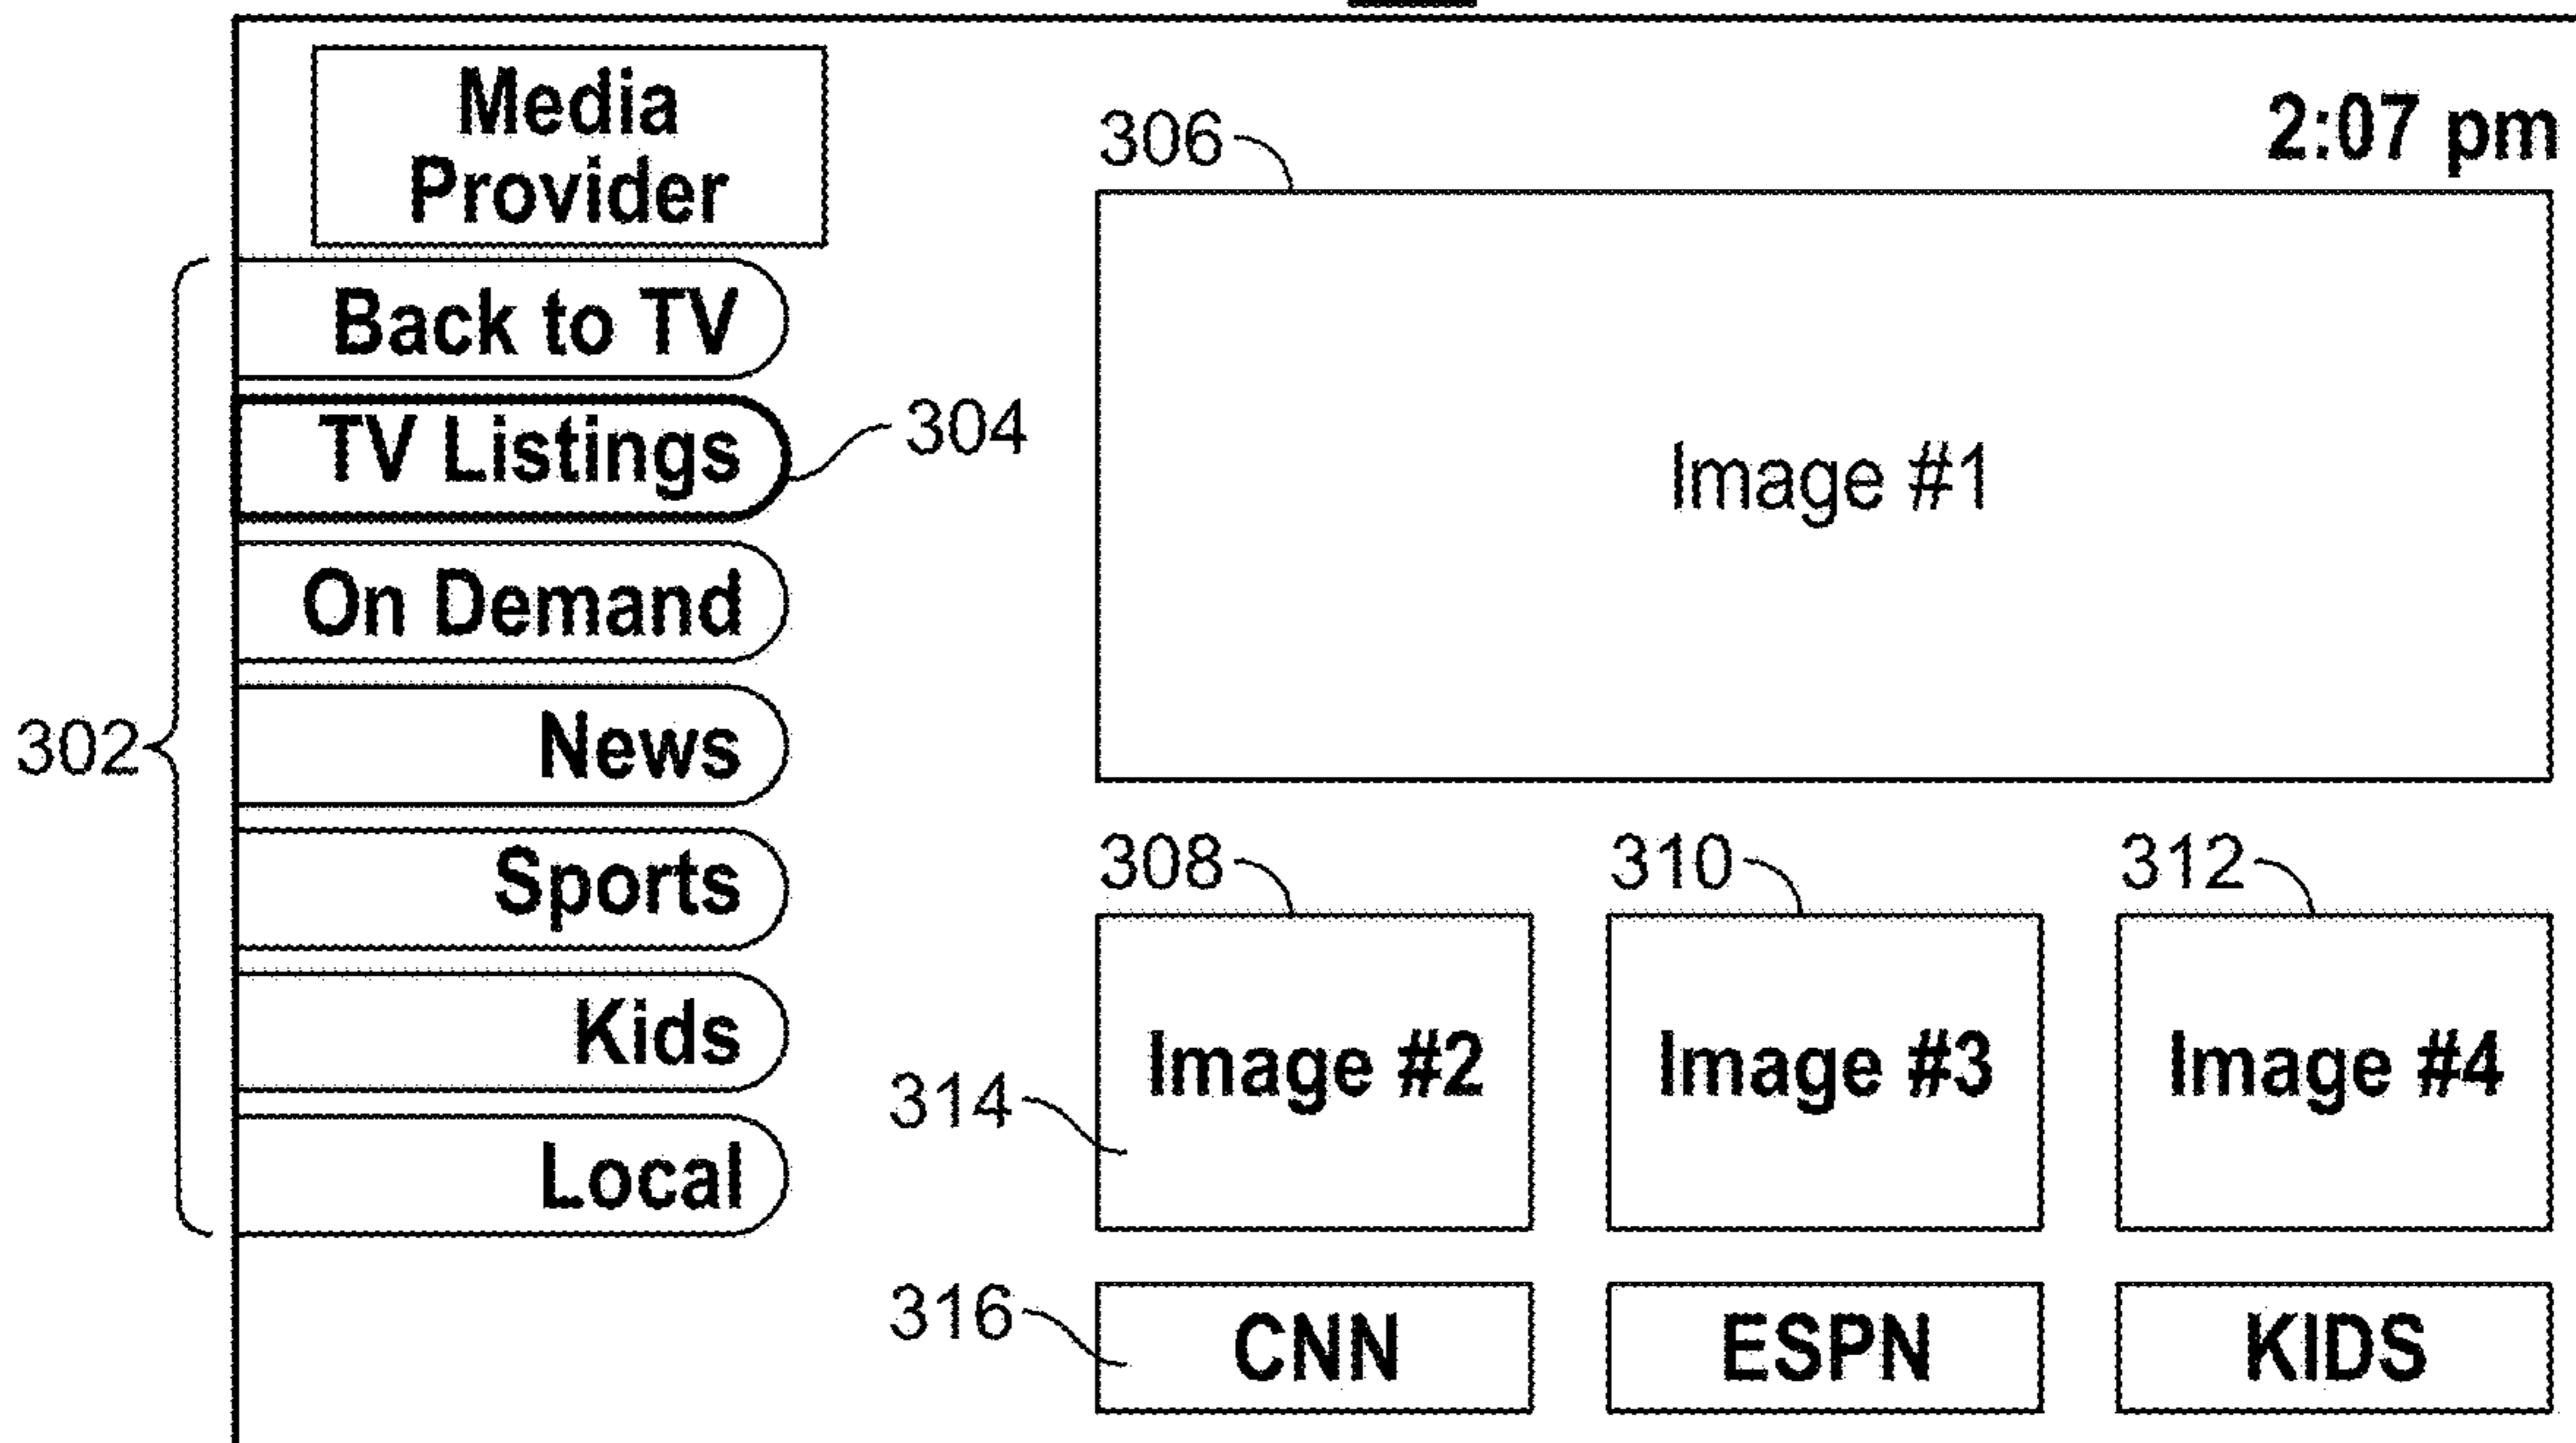 Media
Provider
2:07 pm
306
Back to TV
TV Listings
304
Image #1
On Demand
News
302
Sports
308
310
312
Kids
Image #2
Image #3
Image #4
314
Local
316
CNN
ESPN
KIDS